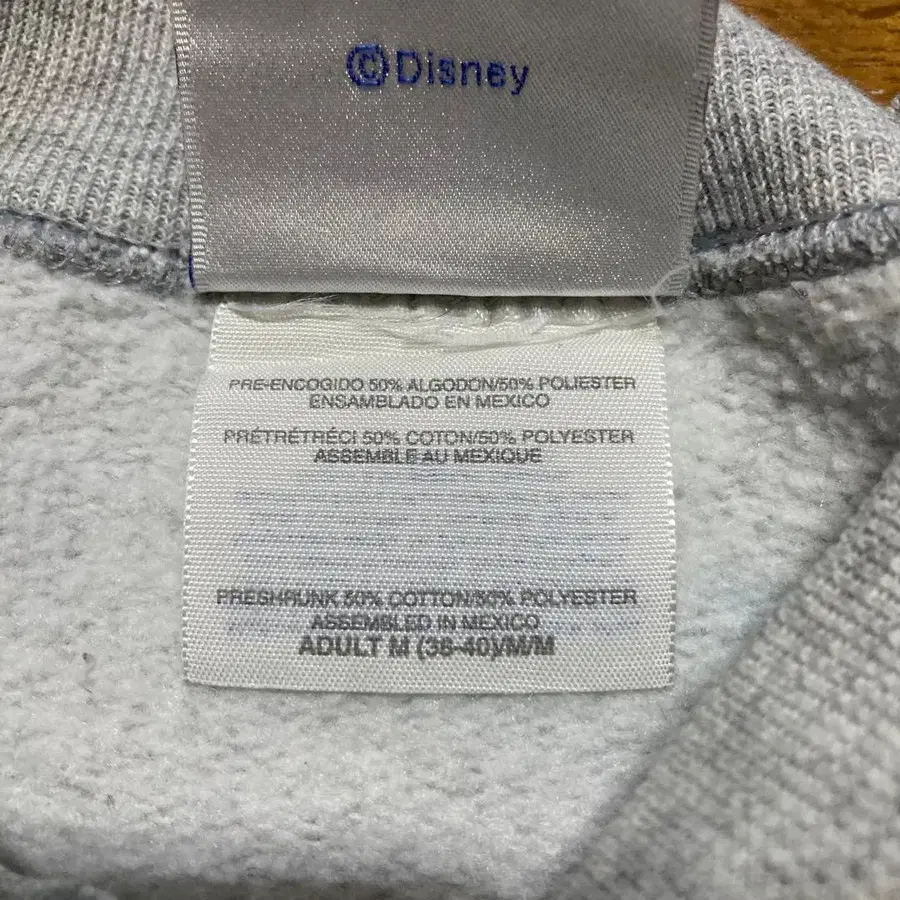 ©Disney
PRE-ENCOGIDO 50% ALGODON/50% POLIESTER
ENSAMBLADO EN MEXICO
PRÉTRÉTRÉCI 50% COTON/50% POLYESTER
ASSEMBLE AU MEXIQUE
PRESHRUNK 50% COTTON/50% POLYESTER
ASSEMBLED IN MEXICO
ADULT M (38-40)/M/M